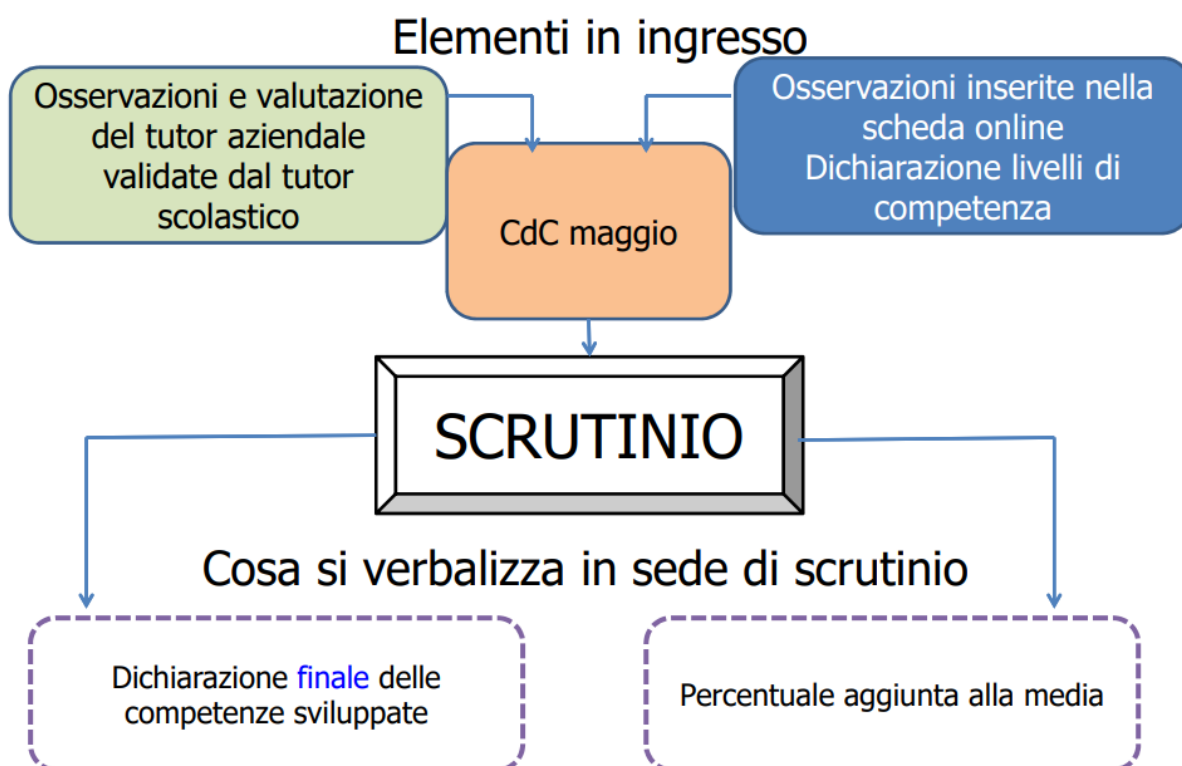 Elementi in ingresso
Osservazioni e valutazione
del tutor aziendale
validate dal tutor
scolastico
Osservazioni inserite nella
scheda online
Dichiarazione livelli di
competenza
CdC maggio
SCRUTINIO
Cosa si verbalizza in sede di scrutinio
Dichiarazione finale delle
competenze sviluppate
Percentuale aggiunta alla media